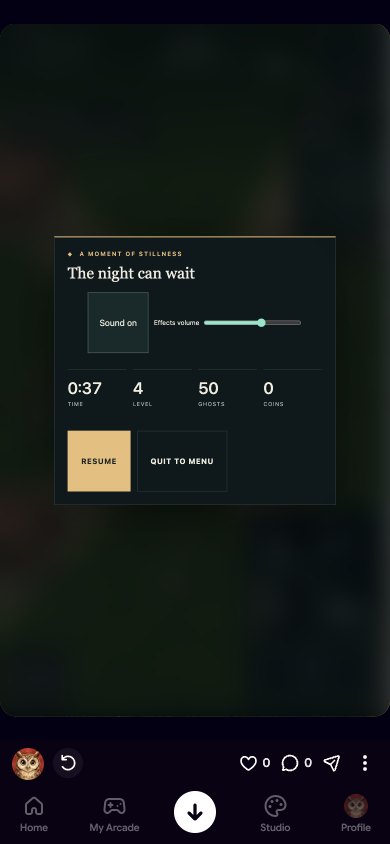 ◆ A MOMENT OF STILLNESS
The night can wait
Sound on
Effects volume
0:37 4 50 0
TIME LEVEL GHOSTS COINS
RESUME QUIT TO MENU
0 0
Home My Arcade Studio Profile